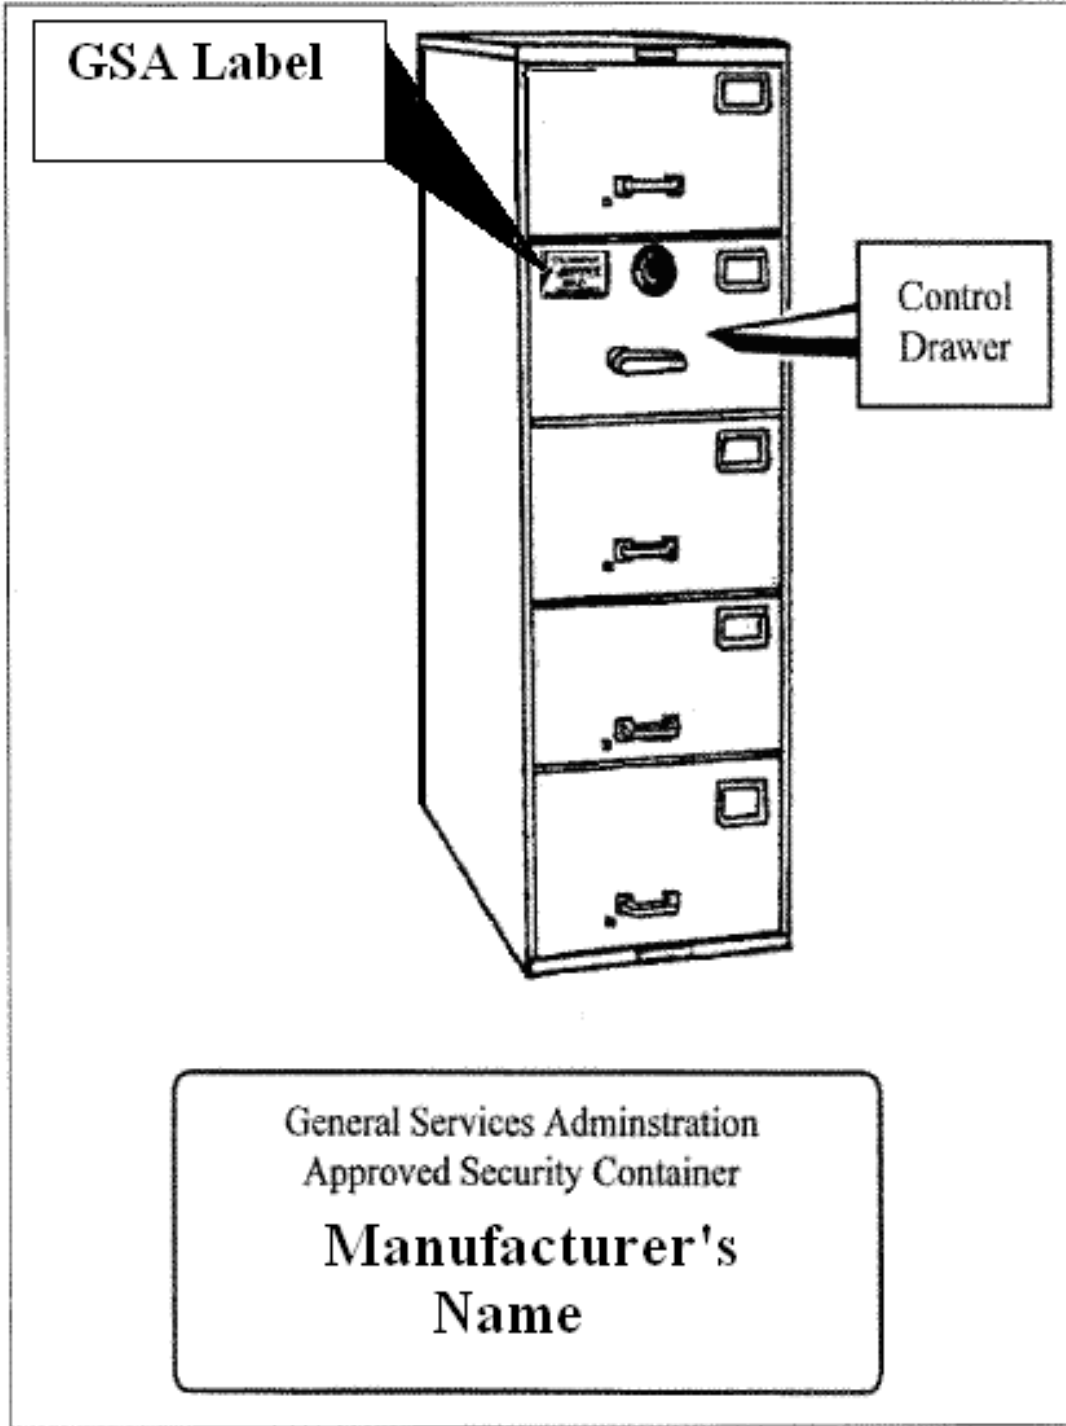 GSA Label
Control
Drawer
General Services Adminstration
Approved Security Container
Manufacturer's
Name